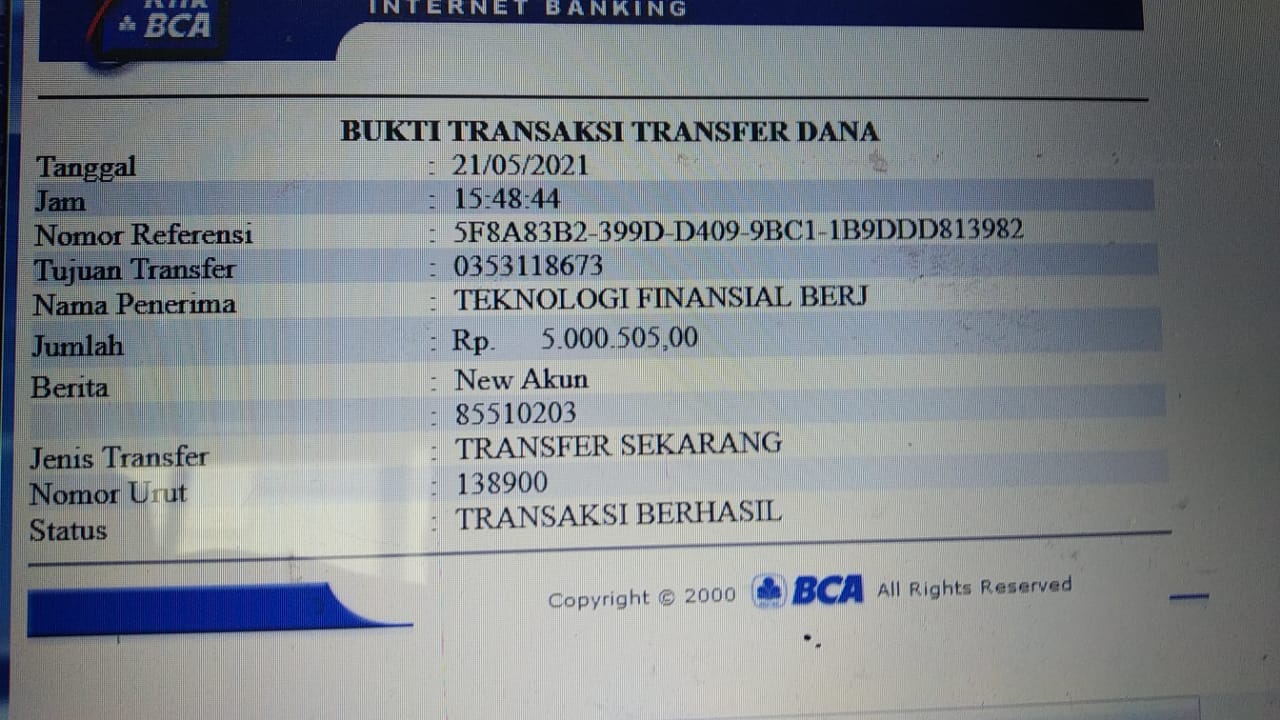 INTERNET BANKING
BCA
BUKTI TRANSAKSI TRANSFER DANA
Tanggal : 21/05/2021
Jam : 15:48:44
Nomor Referensi : 5F8A83B2-399D-D409-9BC1-1B9DDD813982
Tujuan Transfer : 0353118673
Nama Penerima : TEKNOLOGI FINANSIAL BERJ
Jumlah : Rp. 5.000.505,00
Berita : New Akun
: 85510203
Jenis Transfer : TRANSFER SEKARANG
Nomor Urut : 138900
Status : TRANSAKSI BERHASIL
Copyright © 2000 BCA All Rights Reserved